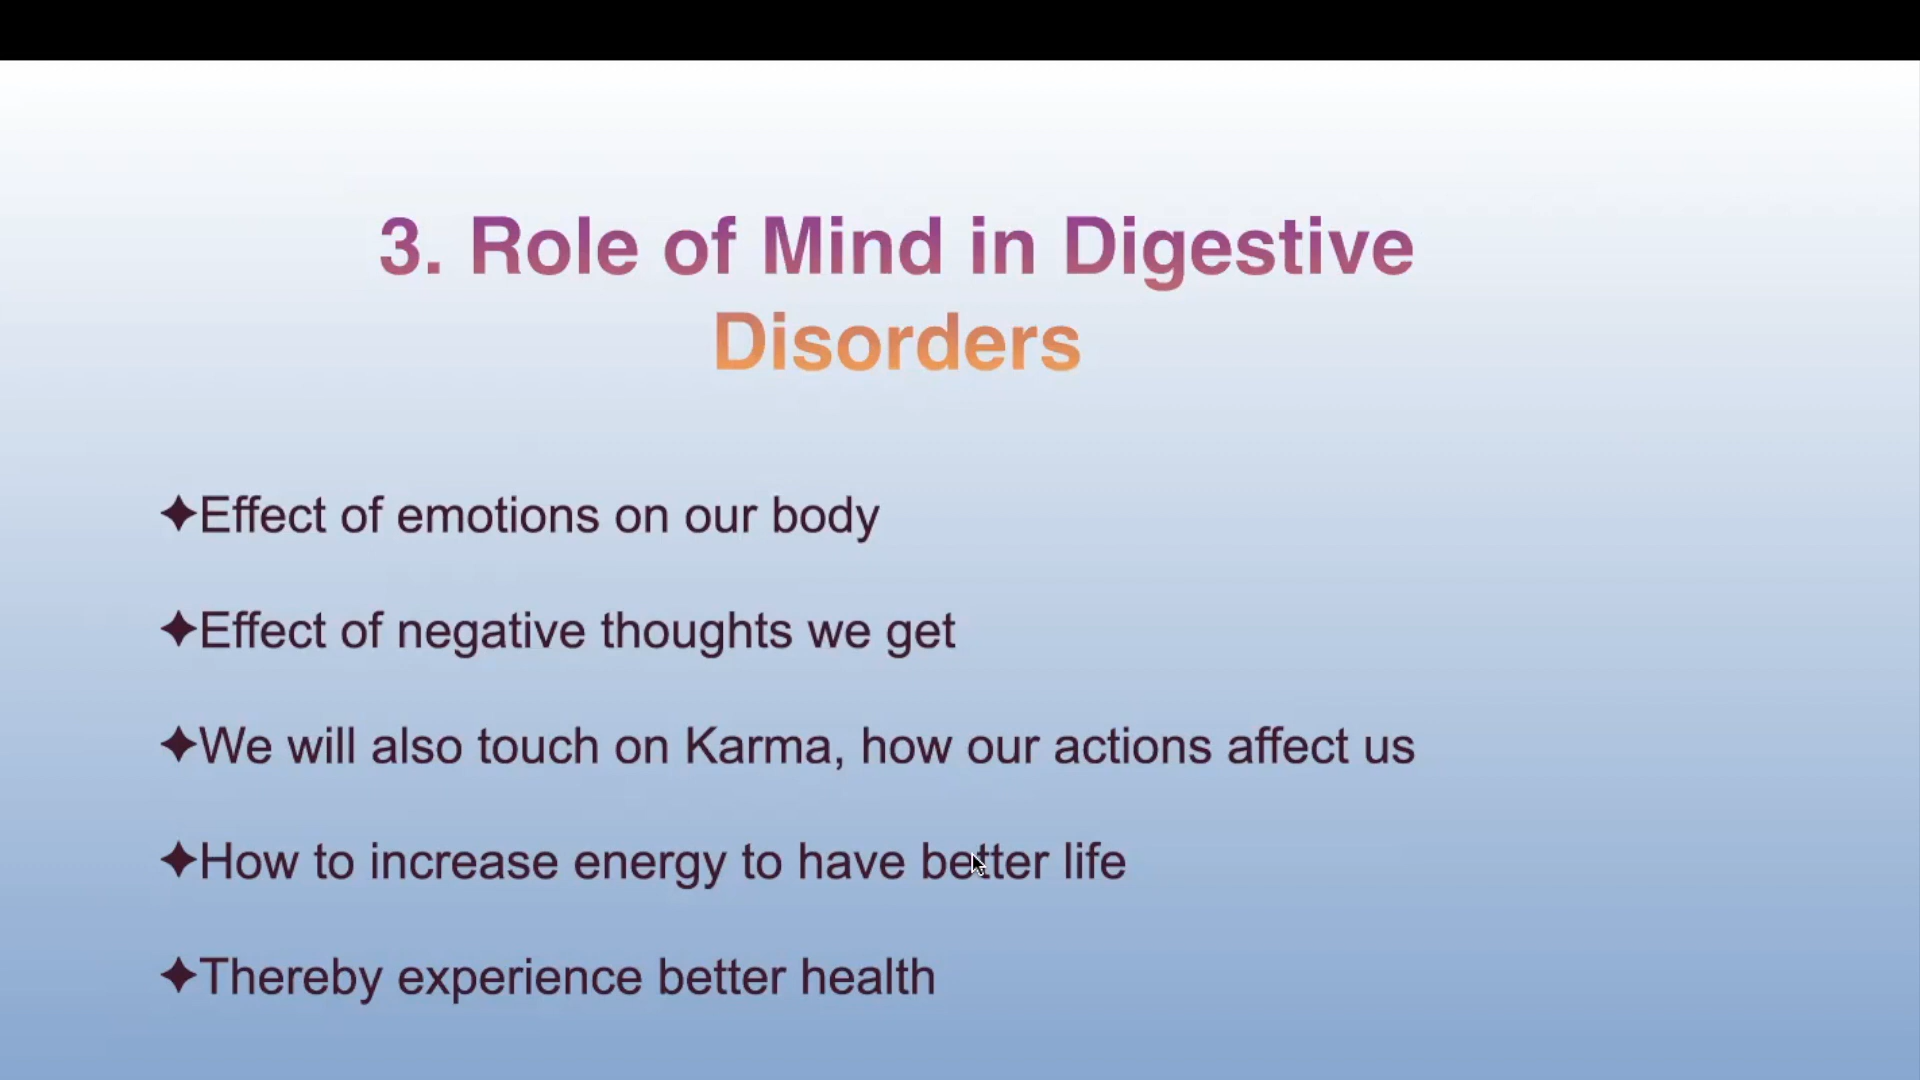 3. Role of Mind in Digestive
Disorders
✦Effect of emotions on our body
✦Effect of negative thoughts we get
✦We will also touch on Karma, how our actions affect us
✦How to increase energy to have better life
✦Thereby experience better health